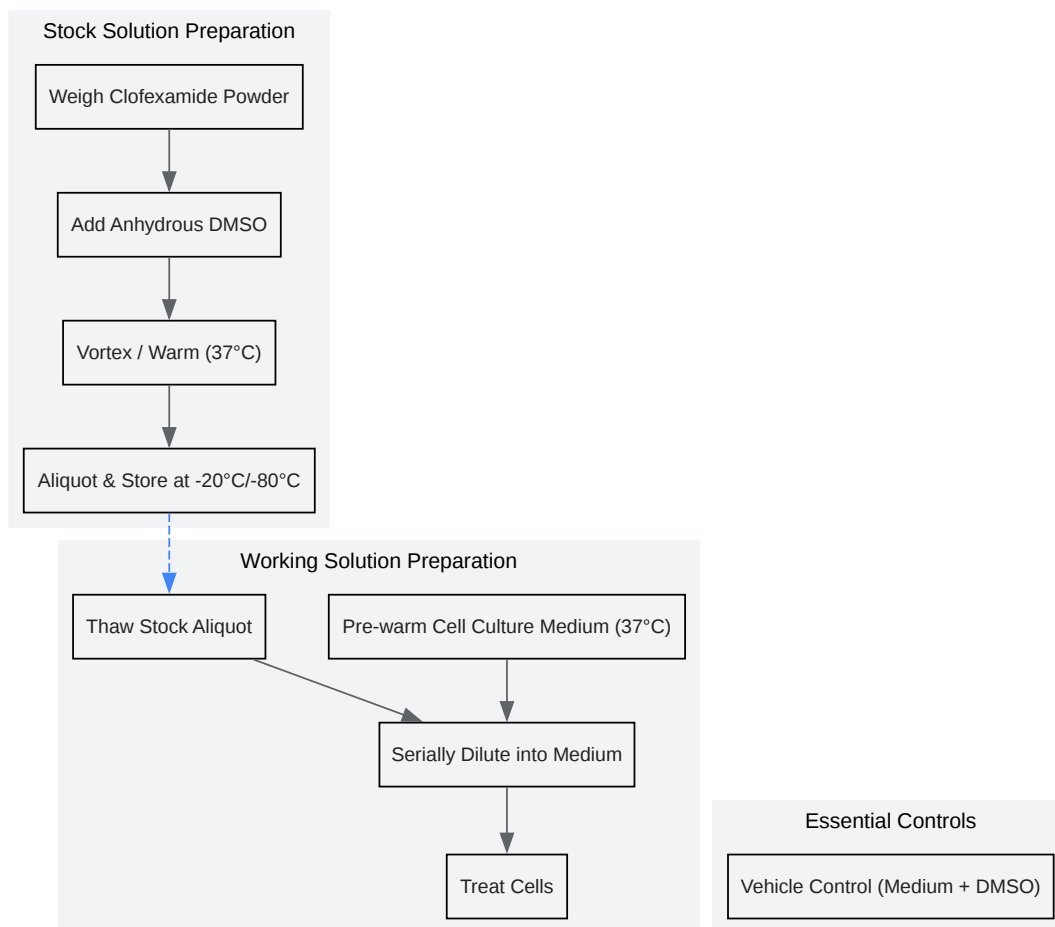 Stock Solution Preparation
Weigh Clofexamide Powder
Add Anhydrous DMSO
Vortex / Warm (37°C)
Aliquot & Store at -20°C/-80°C
Working Solution Preparation
Thaw Stock Aliquot
Pre-warm Cell Culture Medium (37°C)
Serially Dilute into Medium
Treat Cells
Essential Controls
Vehicle Control (Medium + DMSO)